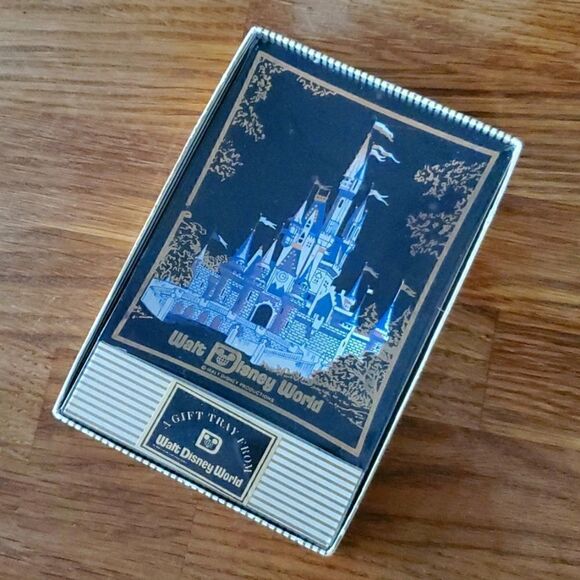 Walt Disney World
© WALT DISNEY PRODUCTIONS
A GIFT TRAY FROM
Walt Disney World